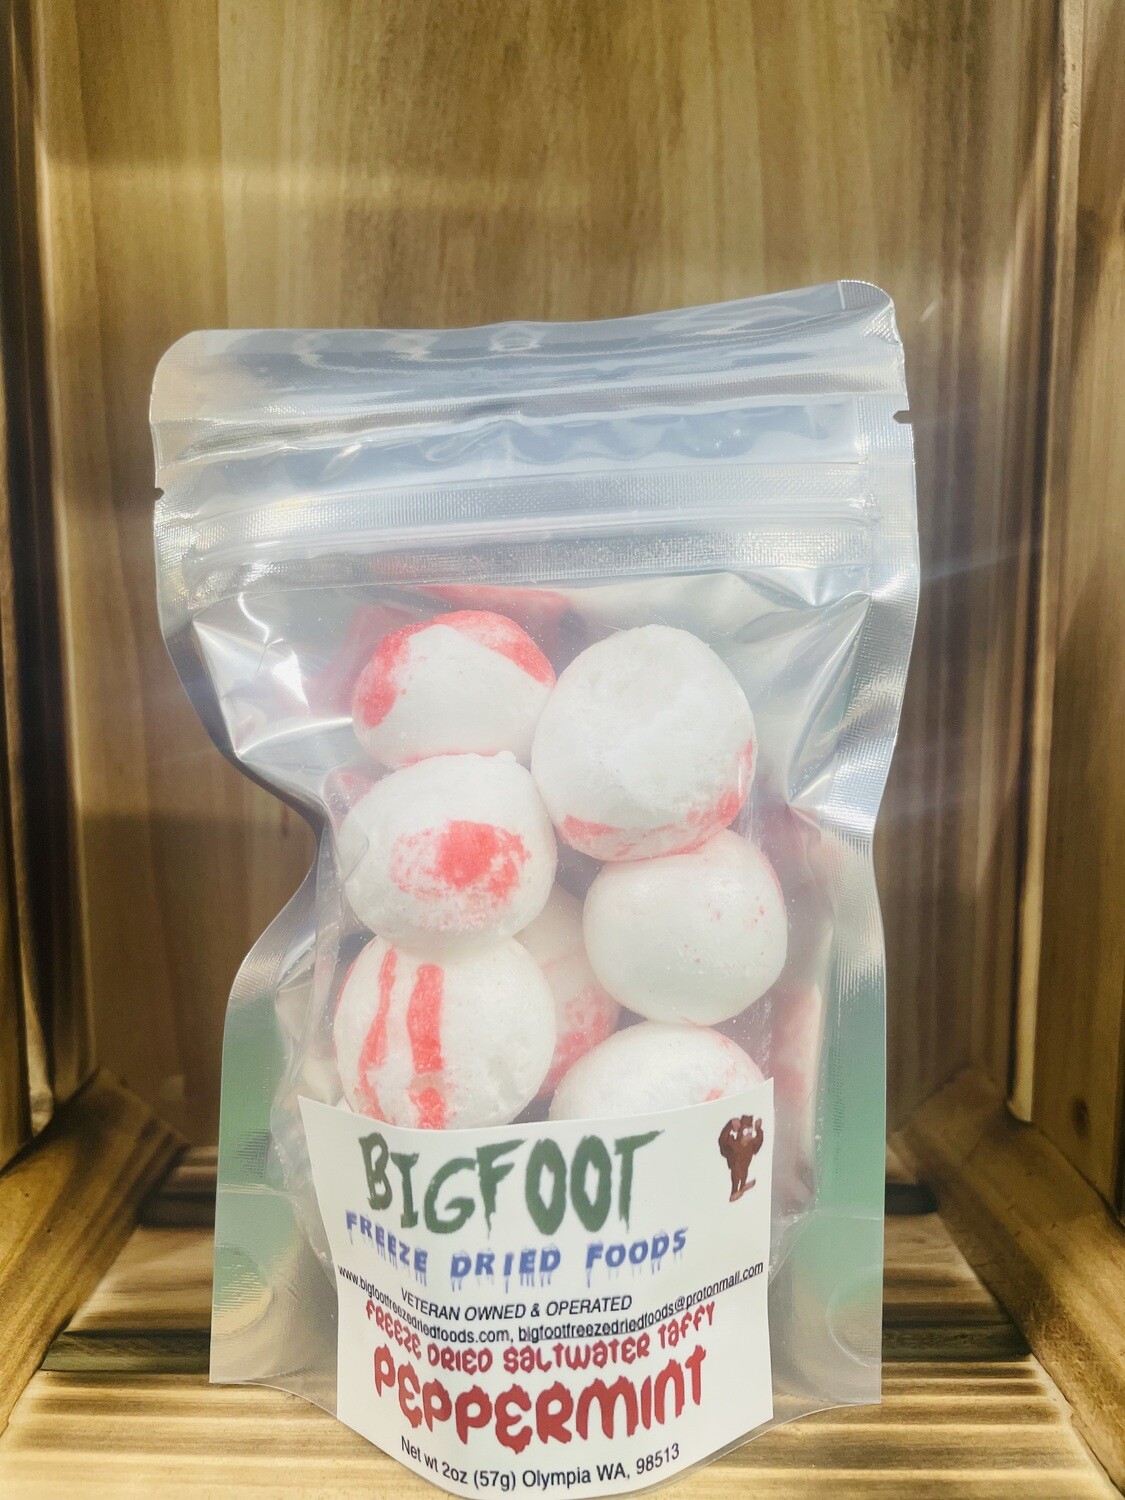 BIGFOOT
FREEZE DRIED FOODS
VETERAN OWNED & OPERATED
www.bigfootfreezedriedfoods.com, bigfootfreezedriedfoods@protonmail.com
FREEZE DRIED SALTWATER TAFFY
PEPPERMINT
Net wt 2oz (57g) Olympia WA, 98513